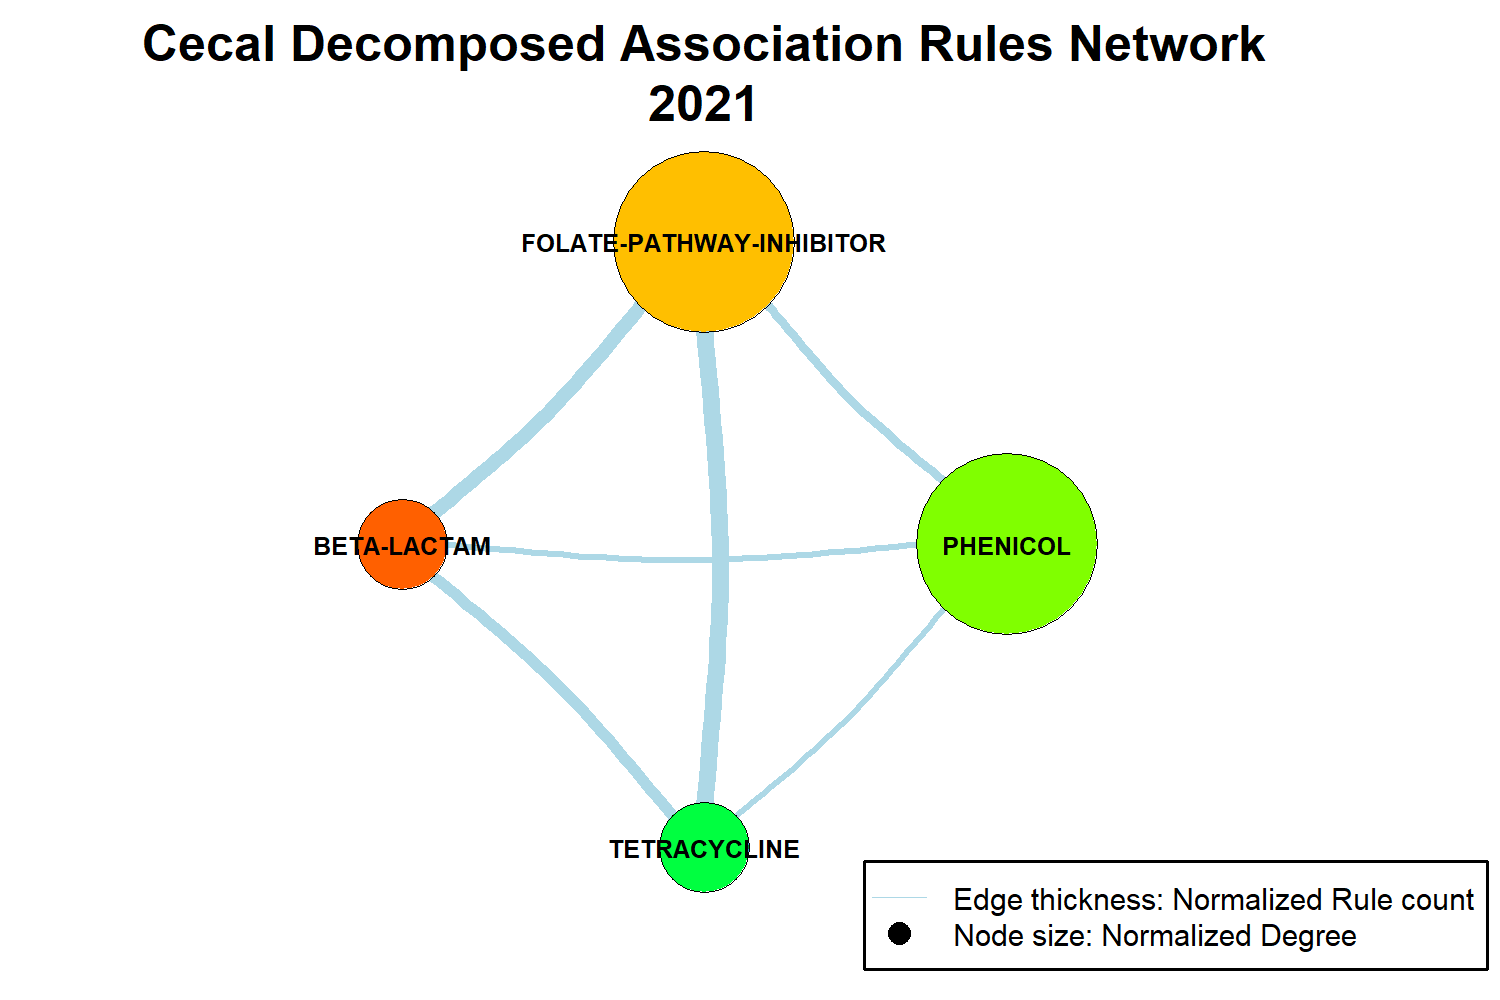 Cecal Decomposed Association Rules Network
2021
FOLATE-PATHWAY-INHIBITOR
BETA-LACTAM
PHENICOL
TETRACYCLINE
Edge thickness: Normalized Rule count
Node size: Normalized Degree